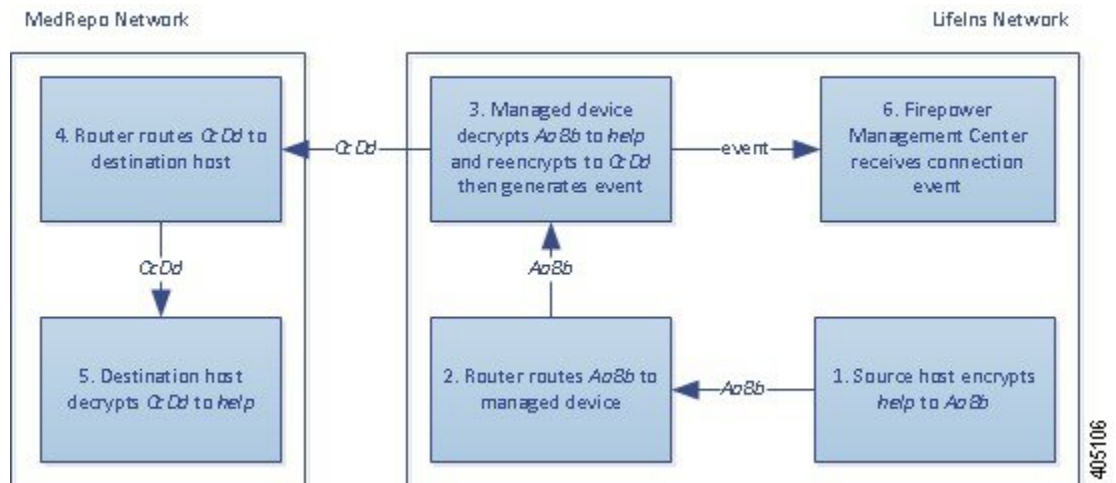 MedRepo Network
LifeIns Network
4. Router routes CcDd to
destination host
CcDd
3. Managed device
decrypts AaBb to help
and reencrypts to CcDd
then generates event
event
6. Firepower
Management Center
receives connection
event
CcDd
AaBb
5. Destination host
decrypts CcDd to help
2. Router routes AaBb to
managed device
AaBb
1. Source host encrypts
help to AaBb
405106